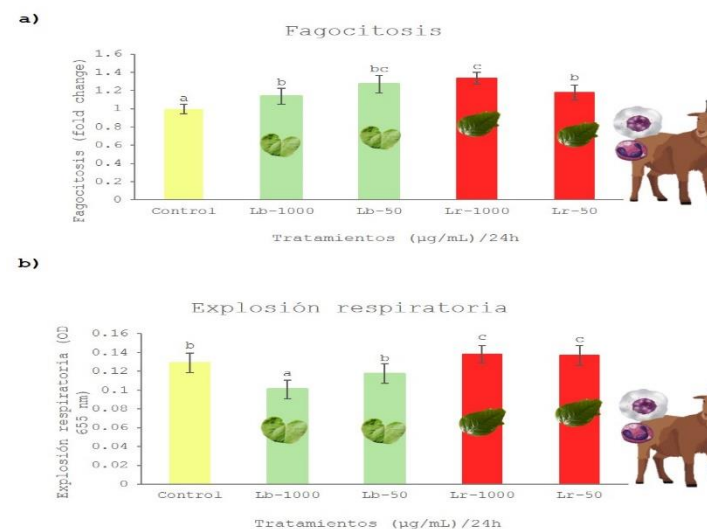 a)
Fagocitosis
Fagocitosis (fold change)
1.6
1.4
1.2
1
0.8
0.6
0.4
0.2
0
a
b
bc
c
b
Control Lb-1000 Lb-50 Lr-1000 Lr-50
Tratamientos (µg/mL)/24h
b)
Explosión respiratoria
Explosión respiratoria (OD
655 nm)
0.16
0.14
0.12
0.1
0.08
0.06
0.04
0.02
0
b
a
b
c
c
Control Lb-1000 Lb-50 Lr-1000 Lr-50
Tratamientos (µg/mL)/24h